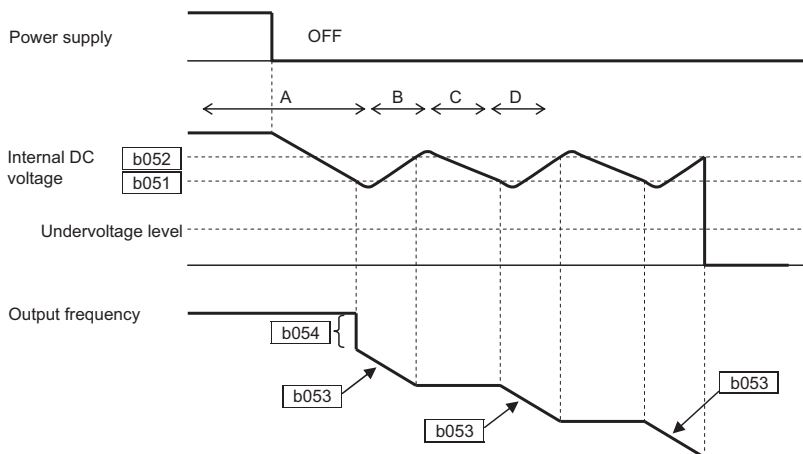 Power supply
OFF
A B C D
Internal DC
voltage
b052
b051
Undervoltage level
Output frequency
b054
b053
b053
b053